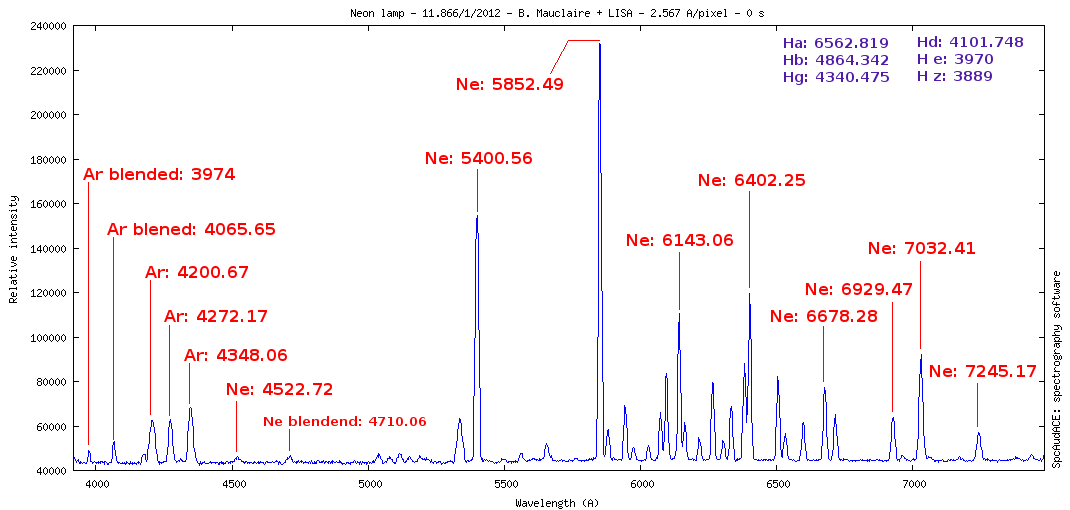 Neon lamp - 11.866/1/2012 - B. Mauclaire + LISA - 2.567 A/pixel - 0 s
Ha: 6562.819 Hd: 4101.748
Hb: 4864.342 H e: 3970
Hg: 4340.475 H z: 3889
Ne: 5852.49
Ne: 5400.56
Ar blended: 3974
Ne: 6402.25
Ar blened: 4065.65
Ne: 6143.06
Ne: 7032.41
Ar: 4200.67
Ne: 6929.47
Ar: 4272.17
Ne: 6678.28
Ar: 4348.06
Ne: 7245.17
Ne: 4522.72
Ne blendend: 4710.06
240000
220000
200000
180000
160000
140000
120000
100000
80000
60000
40000
Relative intensity
4000 4500 5000 5500 6000 6500 7000
Wavelength (A)
SpcAudACE: spectrography software